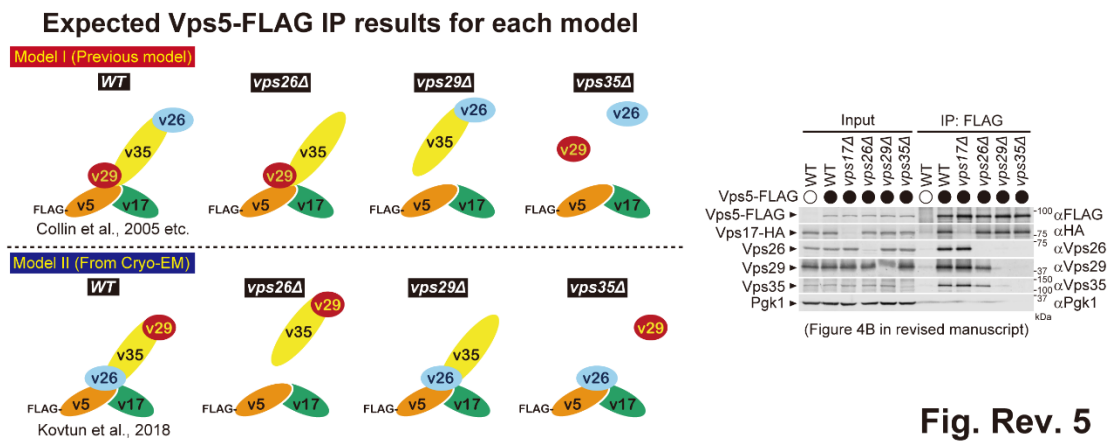 Expected Vps5-FLAG IP results for each model
Model I (Previous model)
WT
vps26Δ
vps29Δ
vps35Δ
v26
v35
v29
v5
v17
FLAG-
v35
v29
v5
v17
FLAG-
v26
v35
v5
v17
FLAG-
v26
v29
v5
v17
FLAG-
Collin et al., 2005 etc.
Model II (From Cryo-EM)
WT
vps26Δ
vps29Δ
vps35Δ
v29
v35
v26
v5
v17
FLAG-
v29
v35
v5
v17
FLAG-
v35
v26
v5
v17
FLAG-
v29
v26
v5
v17
FLAG-
Kovtun et al., 2018
Input
IP: FLAG
WT
WT
vps17Δ
vps26Δ
vps29Δ
vps35Δ
WT
WT
vps17Δ
vps26Δ
vps29Δ
vps35Δ
Vps5-FLAG
Vps5-FLAG
100
αFLAG
Vps17-HA
75
αHA
75
Vps26
αVps26
Vps29
37
αVps29
150
Vps35
100
αVps35
37
Pgk1
αPgk1
kDa
(Figure 4B in revised manuscript)
Fig. Rev. 5